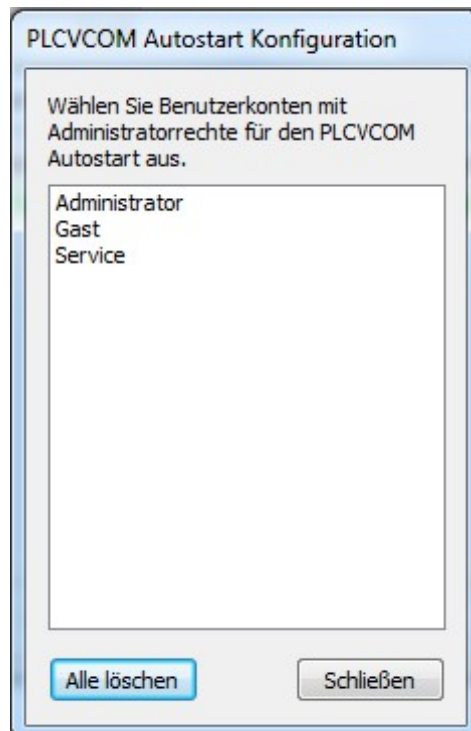 PLCVCOM Autostart Konfiguration
Wählen Sie Benutzerkonten mit
Administratorrechte für den PLCVCOM
Autostart aus.
Administrator
Gast
Service
Alle löschen
Schließen